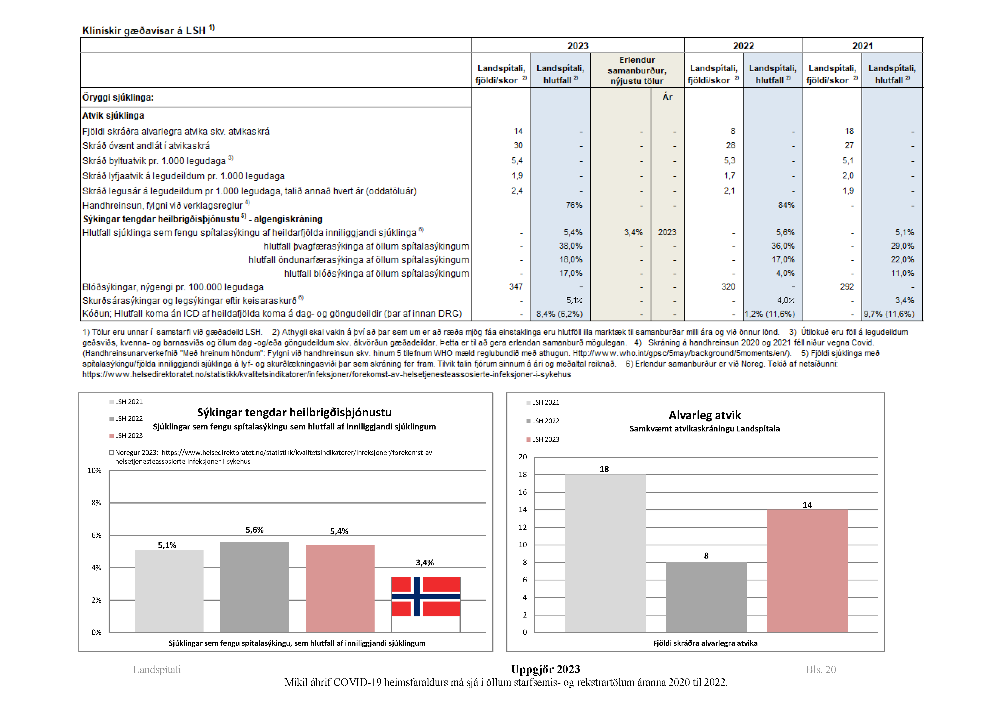 Klínískir gæðavísar á LSH 1)
2023 2022 2021
Landspítali, fjöldi/skor 2) Landspítali, hlutfall 2) Erlendur samanburður, nýjustu tölur Landspítali, fjöldi/skor 2) Landspítali, hlutfall 2) Landspítali, fjöldi/skor 2) Landspítali, hlutfall 2)
Öryggi sjúklinga: Ár
Atvik sjúklinga
Fjöldi skráðra alvarlegra atvika skv. atvikaskrá 14 - - - 8 - 18 -
Skráð óvænt andlát í atvikaskrá 30 - - - 28 - 27 -
Skráð byltuatvik pr. 1.000 legudaga 3) 5,4 - - - 5,3 - 5,1 -
Skráð lyfjaatvik á legudeildum pr. 1.000 legudaga 1,9 - - - 1,7 - 2,0 -
Skráð legusár á legudeildum pr 1.000 legudaga, talið annað hvert ár (oddatöluár) 2,4 - - - 2,1 - 1,9 -
Handhreinsun, fylgni við verklagsreglur 4) 76% - - 84% - -
Sýkingar tengdar heilbrigðisþjónustu 5) - algengiskráning
Hlutfall sjúklinga sem fengu spítalasýkingu af heildarfjölda inniliggjandi sjúklinga 6) - 5,4% 3,4% 2023 - 5,6% - 5,1%
hlutfall þvagfærasýkinga af öllum spítalasýkingum - 38,0% - - - 36,0% - 29,0%
hlutfall öndunarfærasýkinga af öllum spítalasýkingum - 18,0% - - - 17,0% - 22,0%
hlutfall blóðsýkinga af öllum spítalasýkingum - 17,0% - - - 4,0% - 11,0%
Blóðsýkingar, nýgengi pr. 100.000 legudaga 347 - - - 320 - 292 -
Skurðsárasýkingar og legsýkingar eftir keisaraskurð 6) - 5,1% - - - 4,0% - 3,4%
Kóðun; Hlutfall koma án ICD af heildafjölda koma á dag- og göngudeildir (þar af innan DRG) - 8,4% (6,2%) - - - 1,2% (11,6%) - 9,7% (11,6%)
1) Tölur eru unnar í samstarfi við gæðadeild LSH. 2) Athygli skal vakin á því að þar sem um er að ræða mjög fáa einstaklinga eru hlutföll illa marktæk til samanburðar milli ára og við önnur lönd. 3) Útilokuð eru föll á legudeildum
geðsviðs, kvenna- og barnasviðs og öllum dag -og/eða göngudeildum skv. ákvörðun gæðadeildar. Þetta er til að gera erlendan samanburð mögulegan. 4) Skráning á handhreinsun 2020 og 2021 féll niður vegna Covid.
(Handhreinsunarverkefnið "Með hreinum höndum": Fylgni við handhreinsun skv. hinum 5 tilefnum WHO mæld reglubundið með athugun. Http://www.who.int/gpsc/5may/background/5moments/en/). 5) Fjöldi sjúklinga með
spítalasýkingu/fjölda inniliggjandi sjúklinga á lyf- og skurðlækningasviði þar sem skráning fer fram. Tilvik talin fjórum sinnum á ári og meðaltal reiknað. 6) Erlendur samanburður er við Noreg. Tekið af netsíðunni:
https://www.helsedirektoratet.no/statistikk/kvalitetsindikatorer/infeksjoner/forekomst-av-helsetjenesteassosierte-infeksjoner-i-sykehus
LSH 2021
LSH 2022
LSH 2023
Sýkingar tengdar heilbrigðisþjónustu
Sjúklingar sem fengu spítalasýkingu sem hlutfall af inniliggjandi sjúklingum
Noregur 2023: https://www.helsedirektoratet.no/statistikk/kvalitetsindikatorer/infeksjoner/forekomst-av-
helsetjenesteassosierte-infeksjoner-i-sykehus
10%
8%
6%
4%
2%
0%
5,1%
5,6%
5,4%
3,4%
Sjúklingar sem fengu spítalasýkingu, sem hlutfall af inniliggjandi sjúklingum
LSH 2021
LSH 2022
LSH 2023
Alvarleg atvik
Samkvæmt atvikaskráningu Landspítala
20
18
16
14
12
10
8
6
4
2
0
18
8
14
Fjöldi skráðra alvarlegra atvika
Landspítali Uppgjör 2023 Bls. 20
Mikil áhrif COVID-19 heimsfaraldurs má sjá í öllum starfsemis- og rekstrartölum áranna 2020 til 2022.